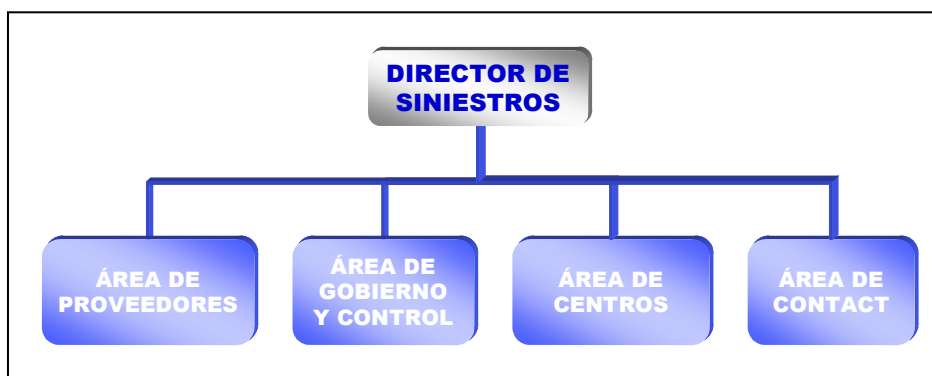 DIRECTOR DE
SINIESTROS
ÁREA DE
PROVEEDORES
ÁREA DE
GOBIERNO
Y CONTROL
ÁREA DE
CENTROS
ÁREA DE
CONTACT